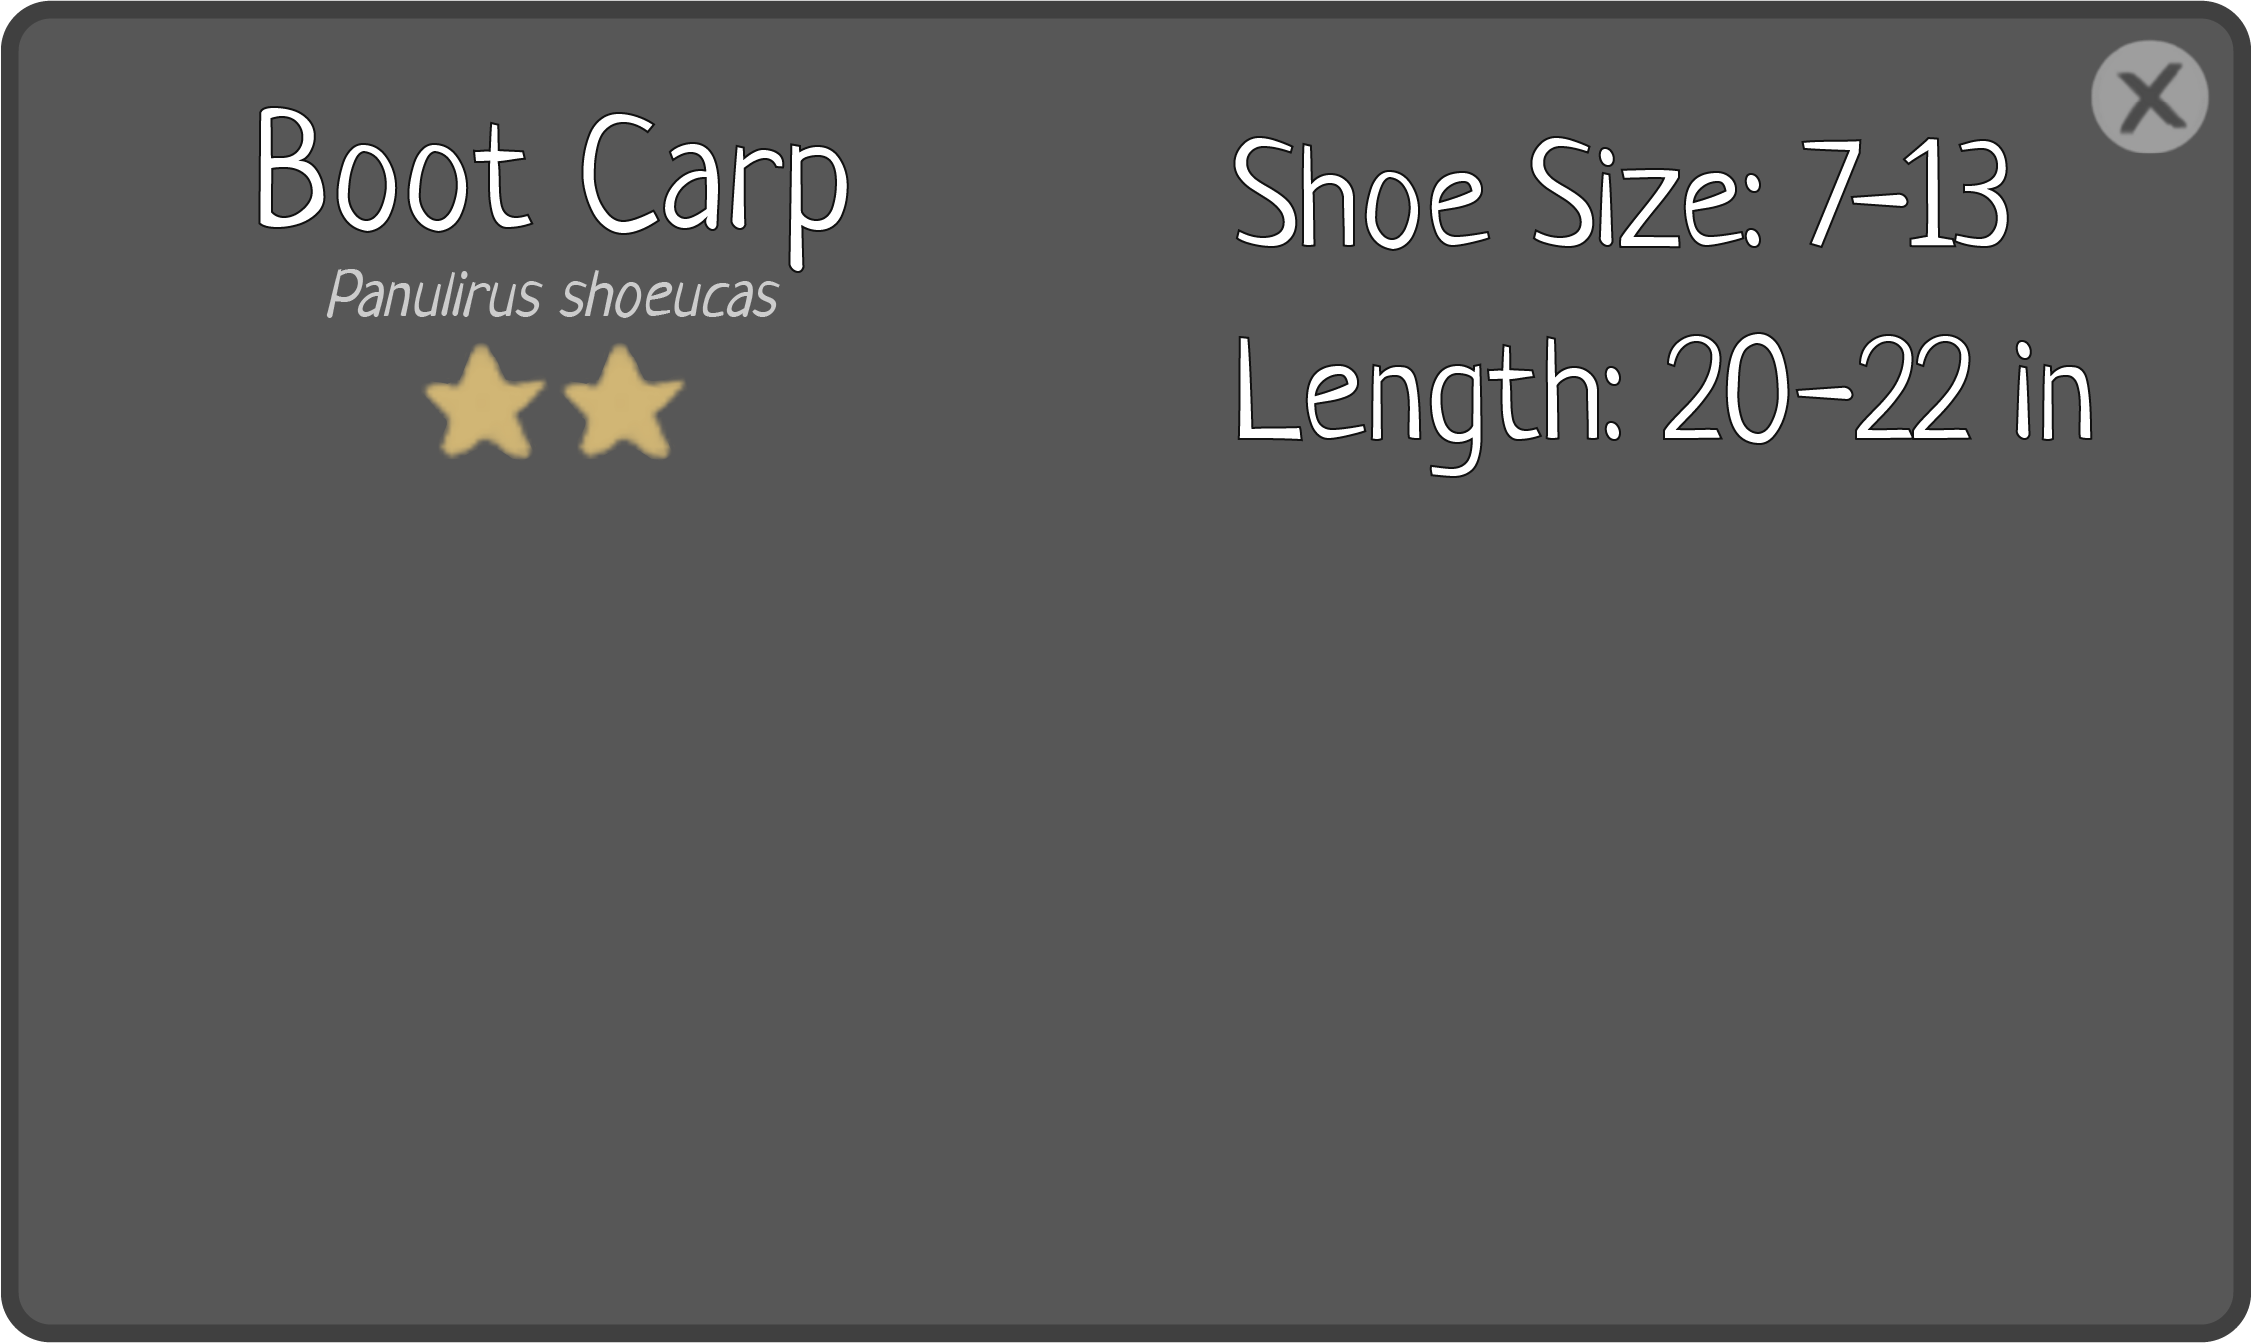 Boot Carp
Panulirus shoeucas
Shoe Size: 7-13
Length: 20-22 in
X